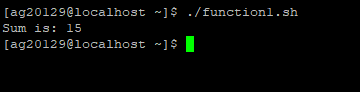 [ag20129@localhost ~]$ ./function1.sh
Sum is: 15
[ag20129@localhost ~]$